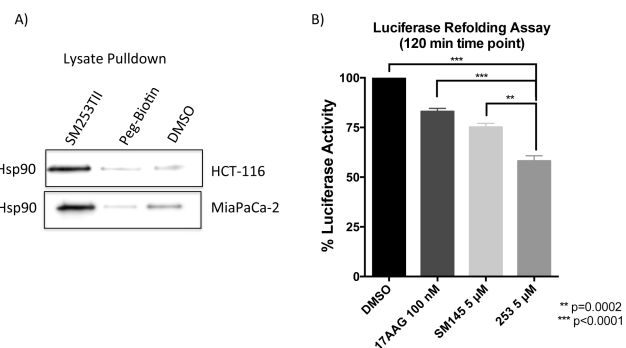 A)
Lysate Pulldown
SM253TII
Peg-Biotin
DMSO
Hsp90
HCT-116
Hsp90
MiaPaCa-2
B)
Luciferase Refolding Assay
(120 min time point)
***
***
**
% Luciferase Activity
100
75
50
25
0
DMSO
17AAG 100 nM
SM145 5 μM
253 5 μM
** p=0.0002
*** p<0.0001